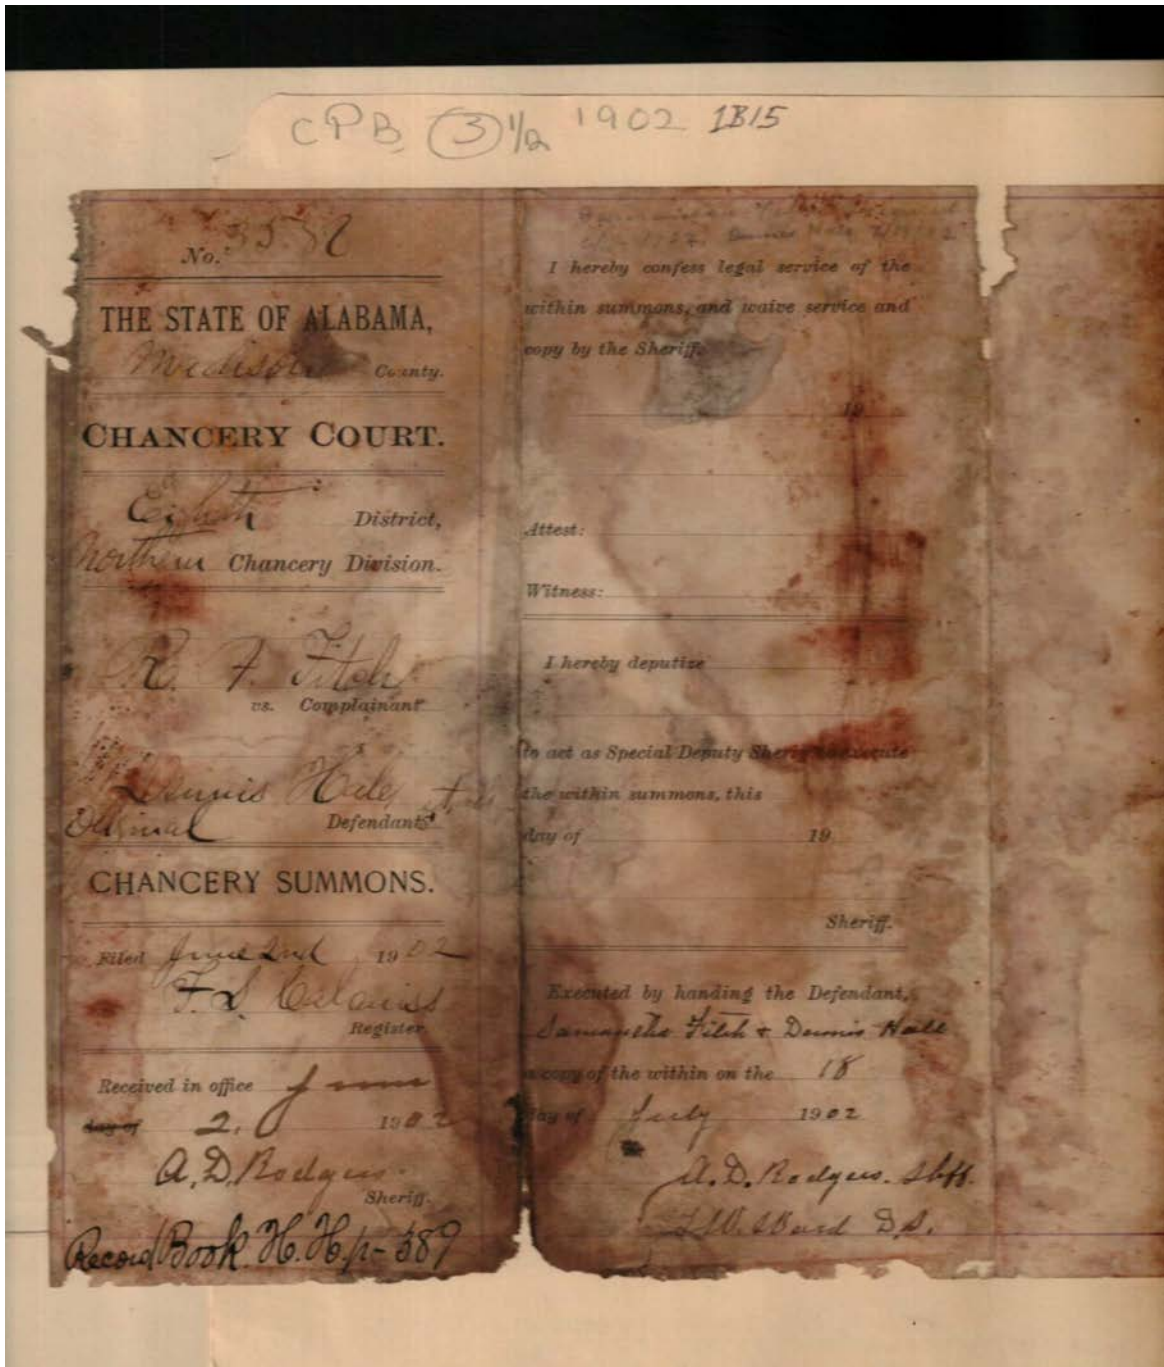 CPB 3 1/2 1902 1B15
No.
THE STATE OF ALABAMA,
Madison County.
CHANCERY COURT.
Eighth District,
Northern Chancery Division.
R. F. Fitch
vs. Complainant
Dennis Hale et als
Original Defendants
CHANCERY SUMMONS.
Filed June 2nd 1902
F. S.
Register
Received in office June
day of 2. 1902
A. D. Rodgers
Sheriff.
Record Book. H. H. p- 389
I hereby confess legal service of the
within summons, and waive service and
copy by the Sheriff.
19
Attest:
Witness:
I hereby deputize
to act as Special Deputy Sheriff to execute
the within summons, this
day of 19
Sheriff.
Executed by handing the Defendant,
Samantha Fitch & Dennis Hale
a copy of the within on the 18
day of July 1902
A. D. Rodgers. Shff.
Ward D.S.